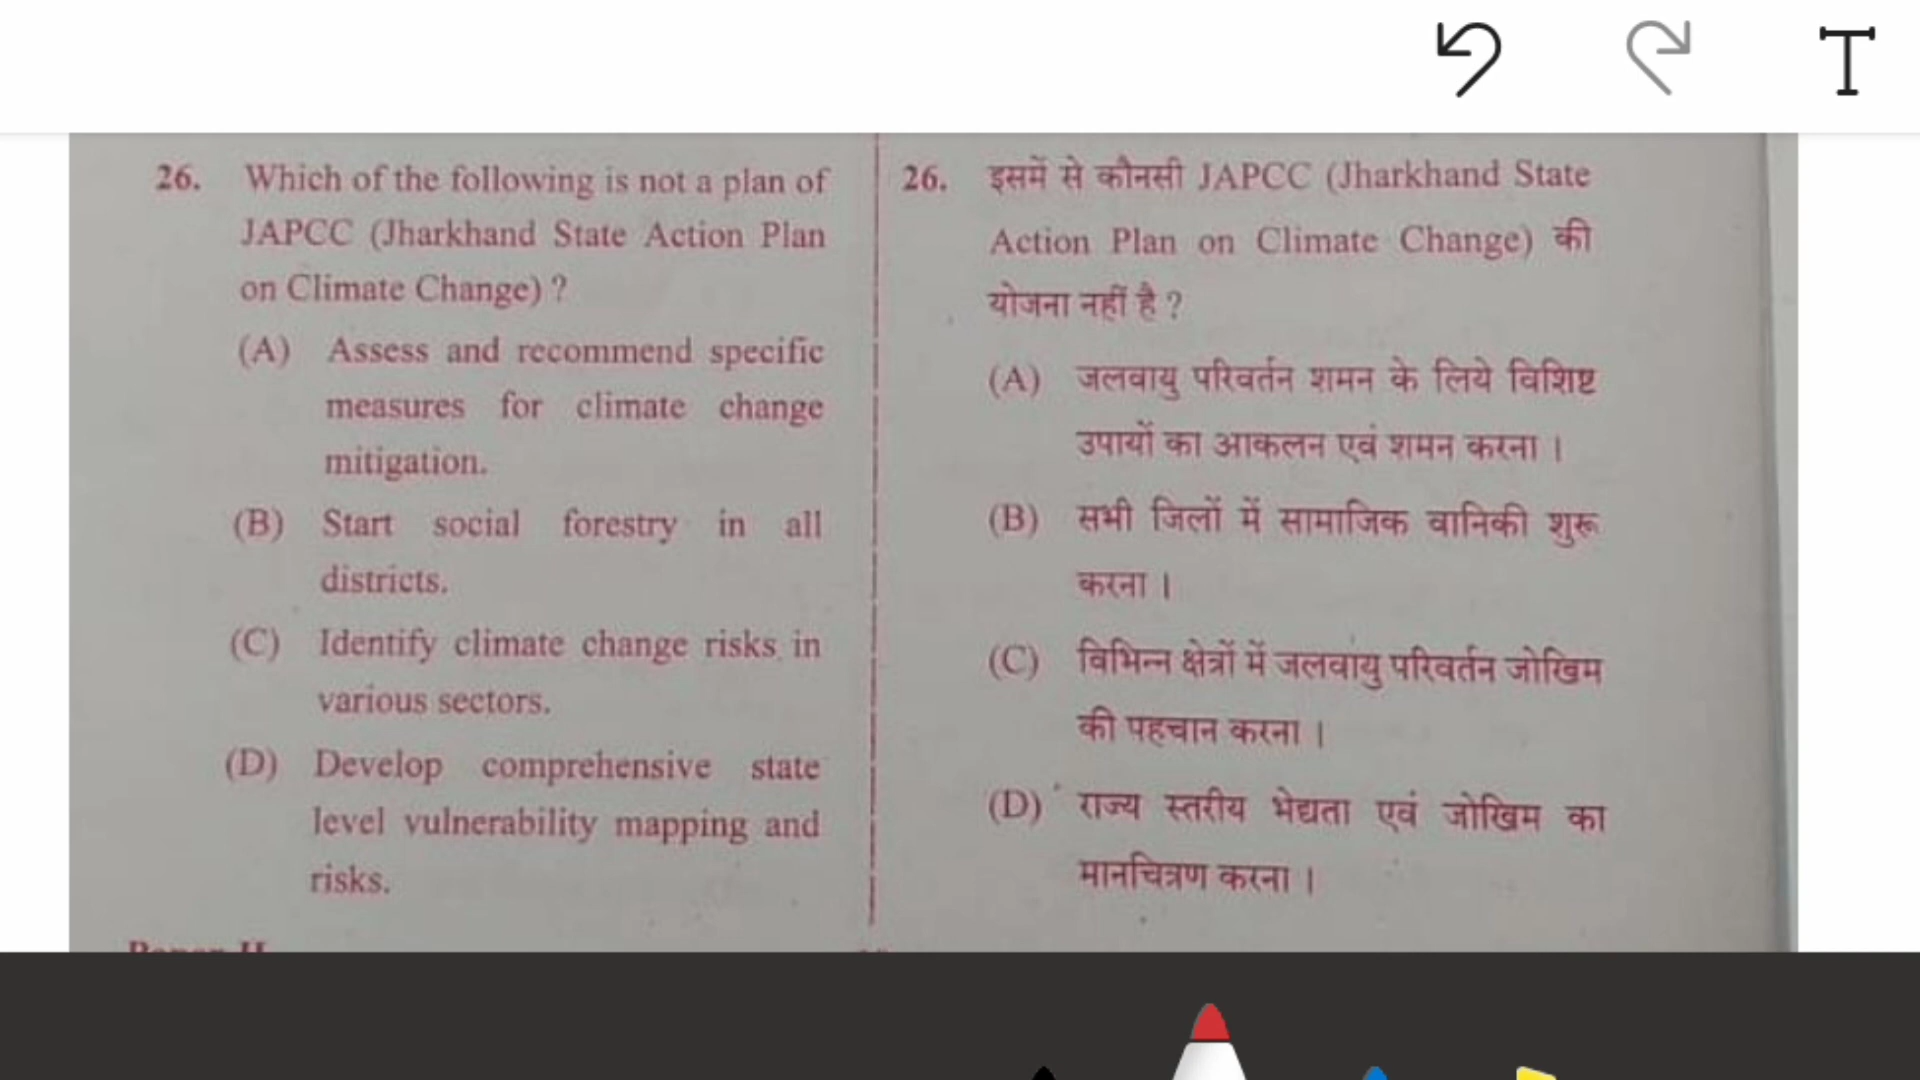 T
26. Which of the following is not a plan of
JAPCC (Jharkhand State Action Plan
on Climate Change) ?
(A) Assess and recommend specific
measures for climate change
mitigation.
(B) Start social forestry in all
districts.
(C) Identify climate change risks in
various sectors.
(D) Develop comprehensive state
level vulnerability mapping and
risks.
26. इसमें से कौनसी JAPCC (Jharkhand State
Action Plan on Climate Change) की
योजना नहीं है ?
(A) जलवायु परिवर्तन शमन के लिये विशिष्ट
उपायों का आकलन एवं शमन करना ।
(B) सभी जिलों में सामाजिक वानिकी शुरू
करना ।
(C) विभिन्न क्षेत्रों में जलवायु परिवर्तन जोखिम
की पहचान करना ।
(D) राज्य स्तरीय भेद्यता एवं जोखिम का
मानचित्रण करना ।